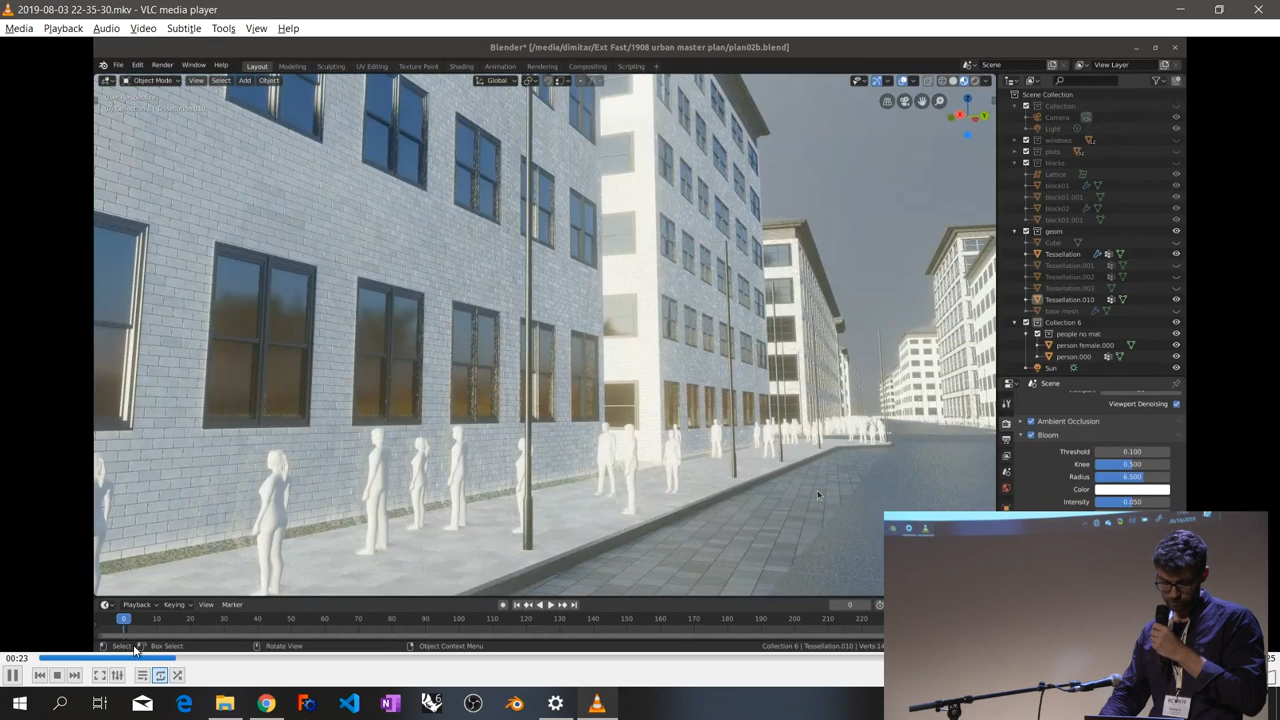 2019-08-03 22-35-30.mkv - VLC media player
Media Playback Audio Video Subtitle Tools View Help
Blender* [/media/dimitar/Ext Fast/1908 urban master plan/plan02b.blend]
File Edit Render Window Help Layout Modeling Sculpting UV Editing Texture Paint Shading Animation Rendering Compositing Scripting + Scene View Layer
Object Mode View Select Add Object Global
Scene Collection
Collection
Camera
Light
windows
plots
blocks
Lattice
block01
block01.001
block02
block02.001
geom
Cube
Tessellation
Tessellation.001
Tessellation.002
Tessellation.003
Tessellation.010
base mesh
Collection 6
people no mat
person female.000
person.000
Sun
Scene
Viewport Denoising
Ambient Occlusion
Bloom
Threshold 0.100
Knee 0.500
Radius 6.500
Color
Intensity 0.050
Playback Keying View Marker 0
0 10 20 30 40 50 60 70 80 90 100 110 120 130 140 150 160 170 180 190 200 210 220
Select Box Select Rotate View Object Context Menu Collection 6 | Tessellation.010 | Verts:14
00:23
25